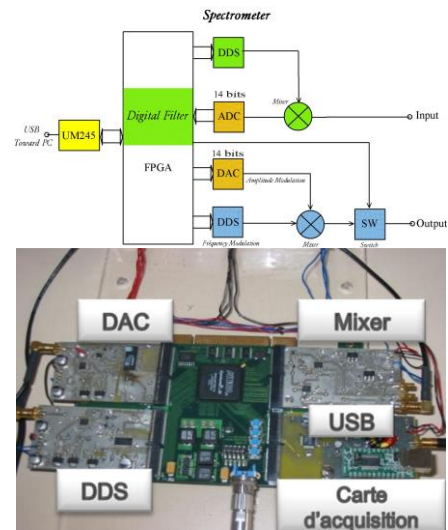 Spectrometer
DDS
14 bits
Mixer
Digital Filter
ADC
Input
USB
Toward PC
UM245
FPGA
14 bits
DAC
Amplitude Modulation
DDS
SW
Output
Frequency Modulation
Mixer
Switch
DAC
Mixer
USB
DDS
Carte
d'acquisition